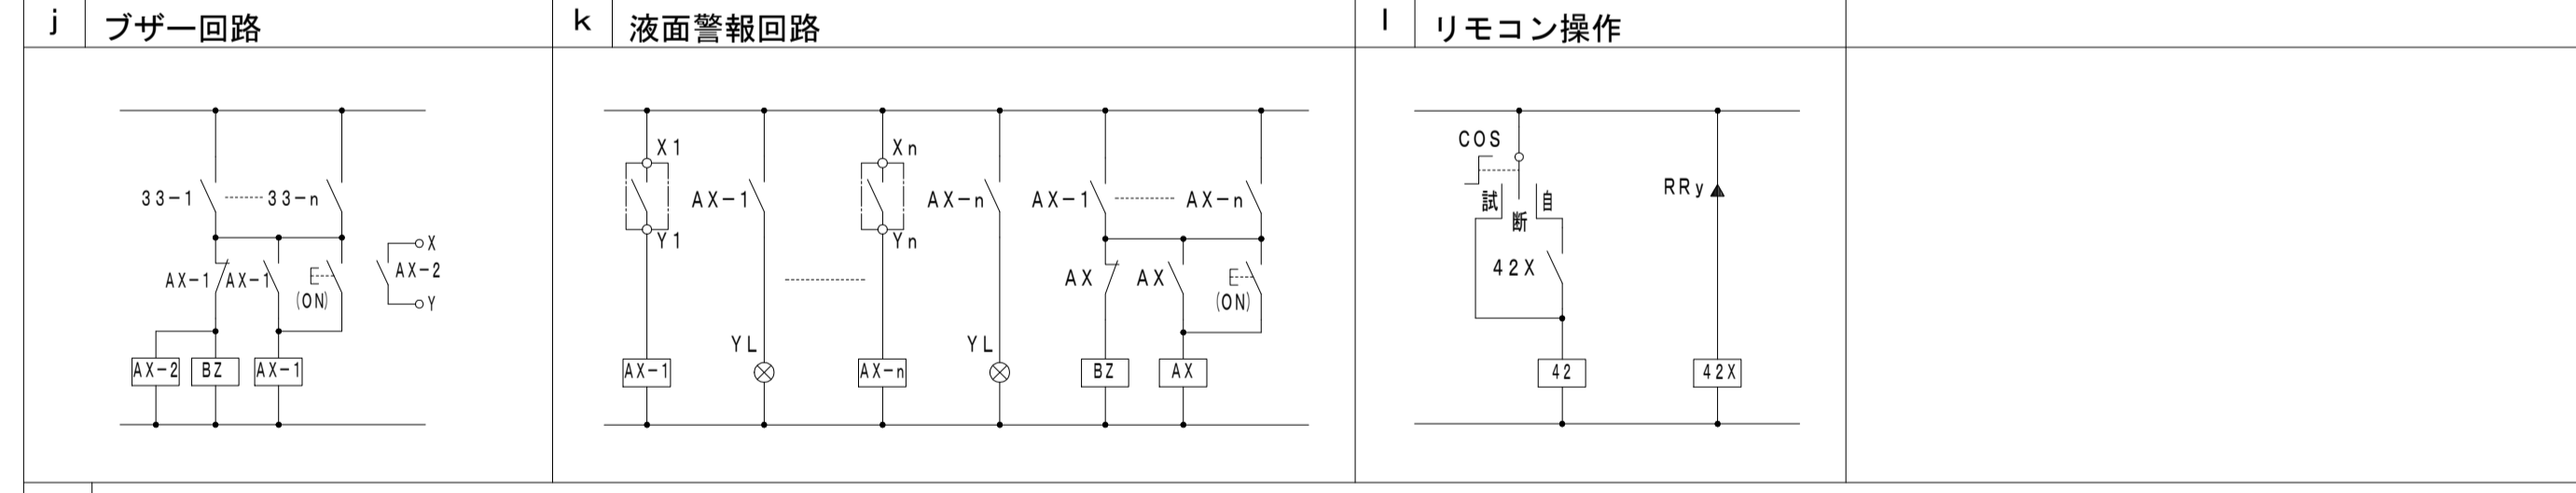 j ブザー回路
33-1
33-n
X
AX-1
AX-1
(ON)
AX-2
Y
AX-2
BZ
AX-1
k 液面警報回路
X1
Xn
AX-1
AX-n
AX-1
AX-n
Y1
Yn
AX
AX
(ON)
YL
YL
AX-1
AX-n
BZ
AX
l リモコン操作
COS
RRy
試
断
自
42X
42
42X